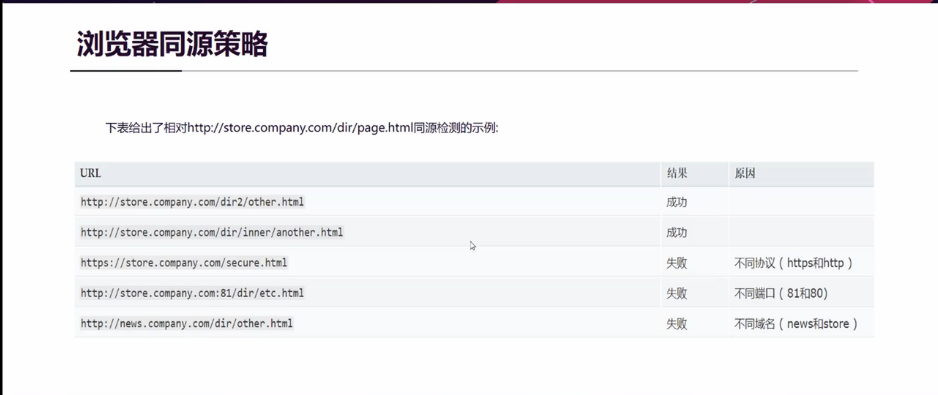 浏览器同源策略
下表给出了相对http://store.company.com/dir/page.html同源检测的示例:
URL 结果 原因
http://store.company.com/dir2/other.html 成功
http://store.company.com/dir/inner/another.html 成功
https://store.company.com/secure.html 失败 不同协议 ( https和http )
http://store.company.com:81/dir/etc.html 失败 不同端口 ( 81和80)
http://news.company.com/dir/other.html 失败 不同域名 ( news和store )